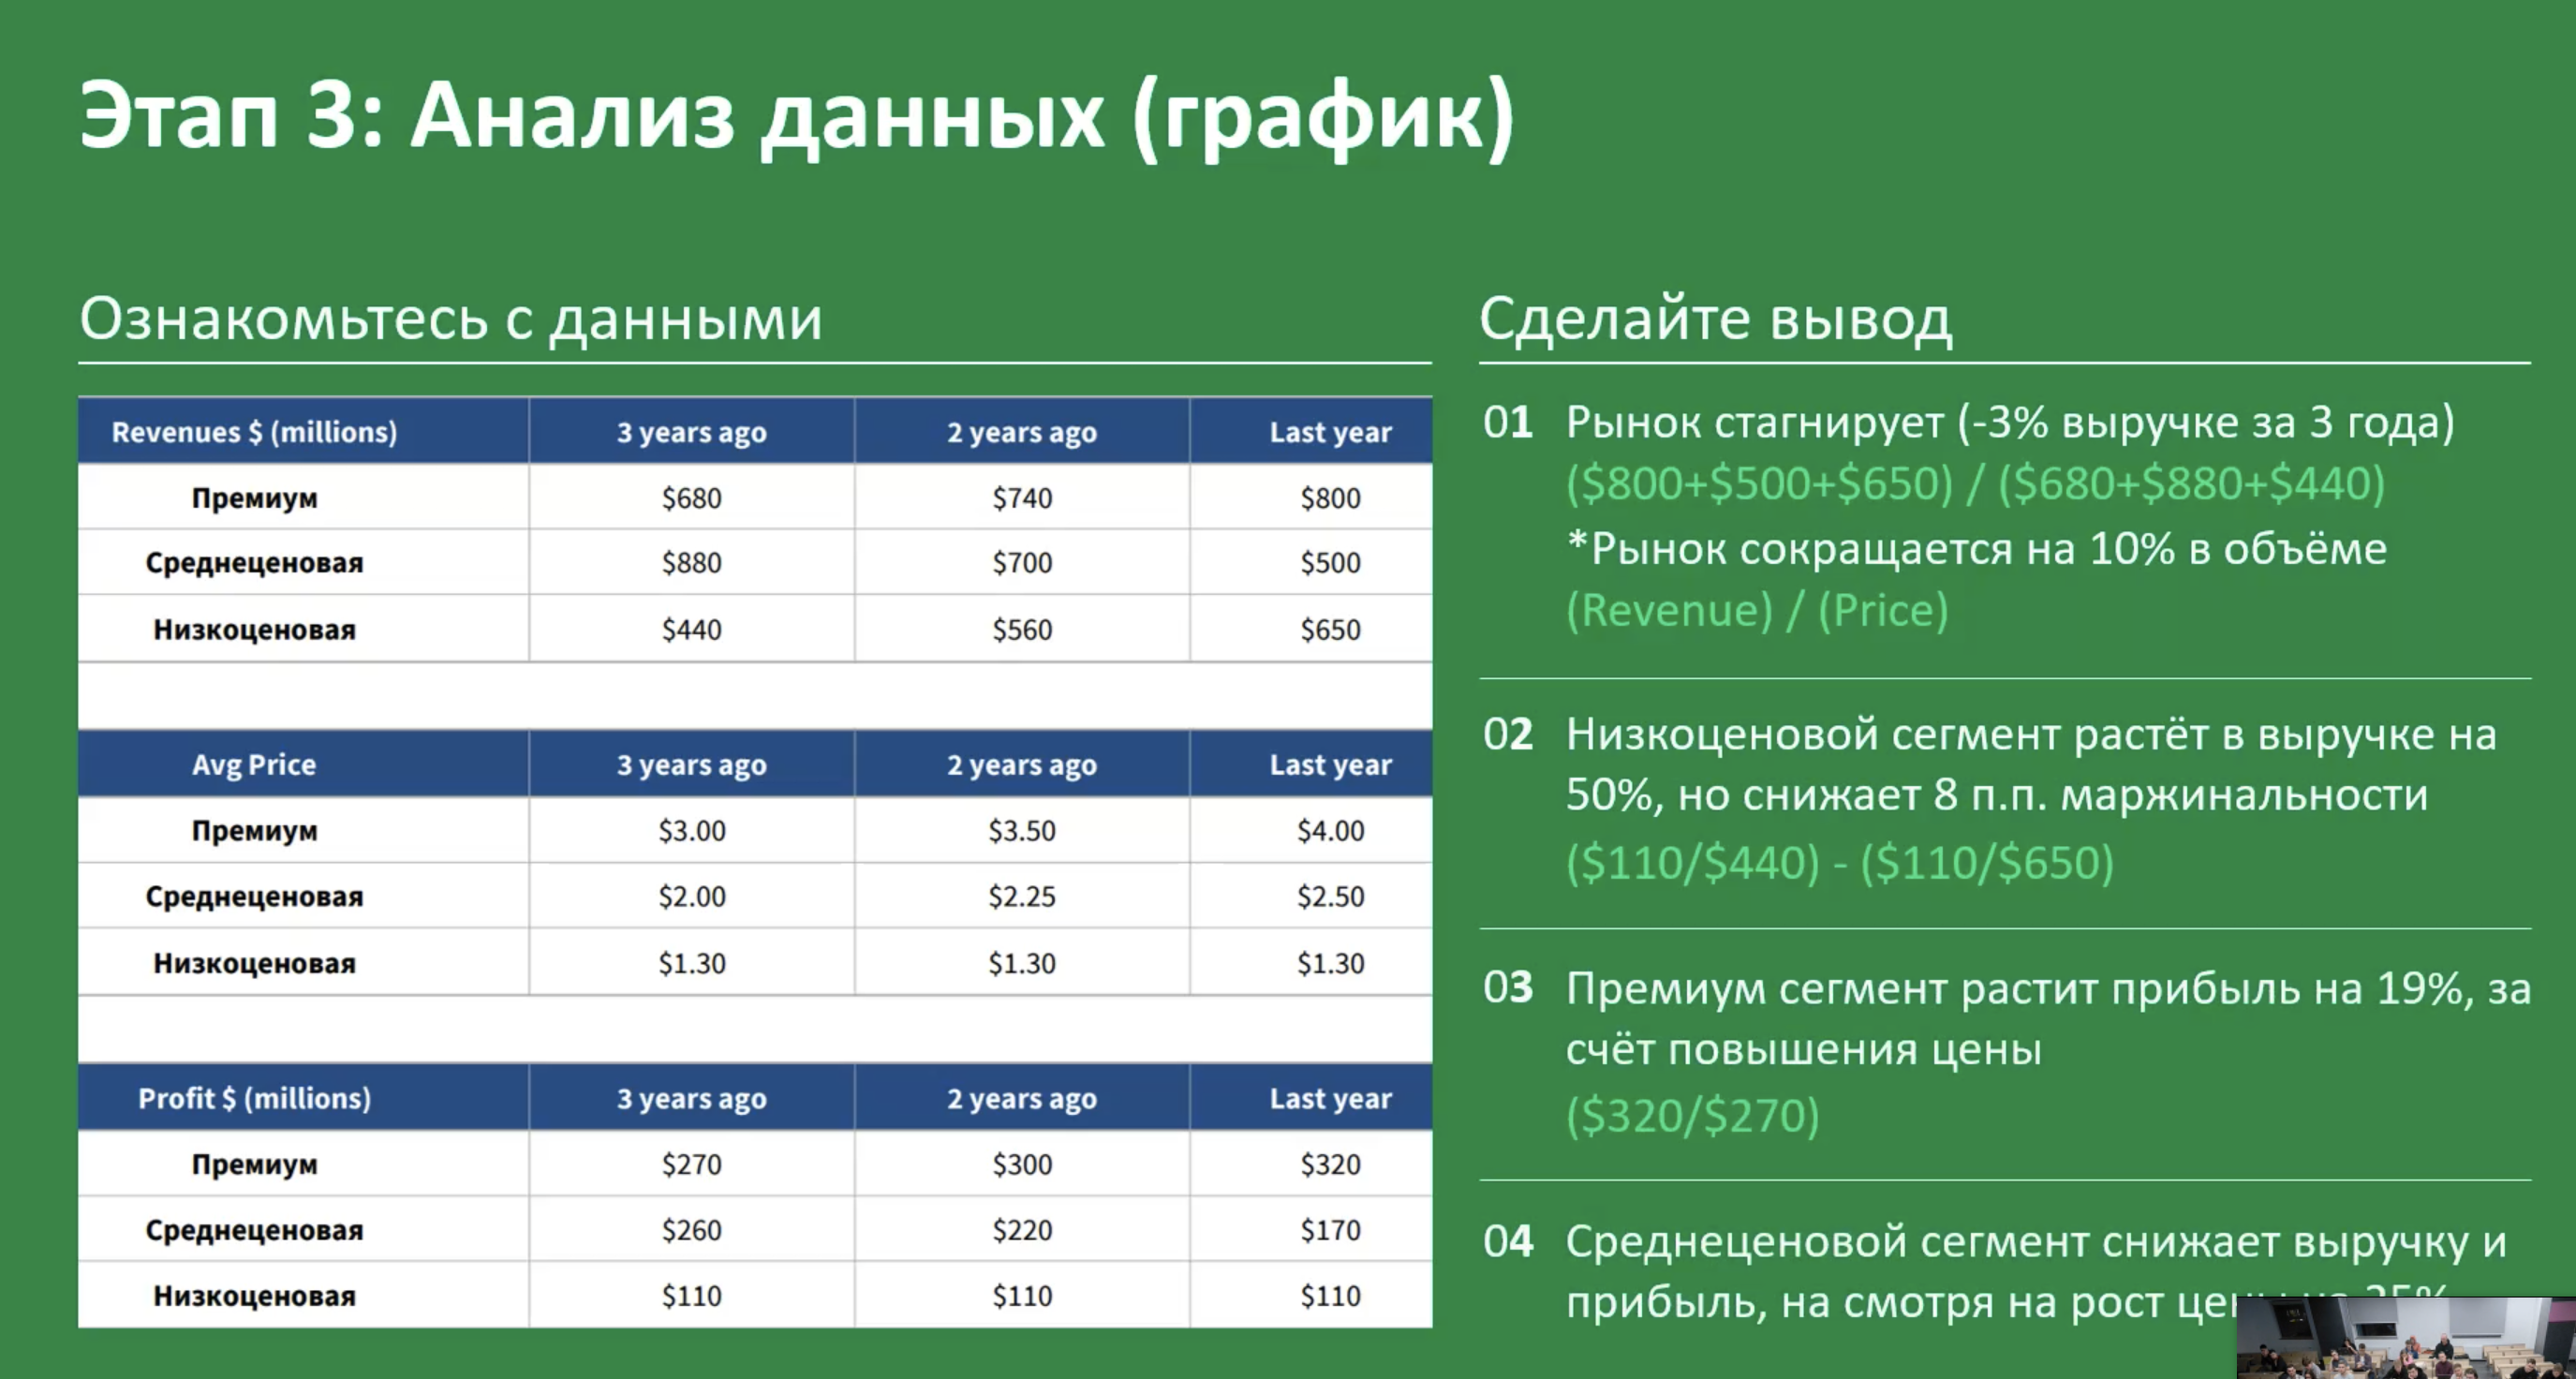 Этап 3: Анализ данных (график)
Ознакомьтесь с данными
Revenues $ (millions) 3 years ago 2 years ago Last year
Премиум $680 $740 $800
Среднеценовая $880 $700 $500
Низкоценовая $440 $560 $650
Avg Price 3 years ago 2 years ago Last year
Премиум $3.00 $3.50 $4.00
Среднеценовая $2.00 $2.25 $2.50
Низкоценовая $1.30 $1.30 $1.30
Profit $ (millions) 3 years ago 2 years ago Last year
Премиум $270 $300 $320
Среднеценовая $260 $220 $170
Низкоценовая $110 $110 $110
Сделайте вывод
01 Рынок стагнирует (-3% выручке за 3 года)
($800+$500+$650) / ($680+$880+$440)
*Рынок сокращается на 10% в объёме
(Revenue) / (Price)
02 Низкоценовой сегмент растёт в выручке на
50%, но снижает 8 п.п. маржинальности
($110/$440) - ($110/$650)
03 Премиум сегмент растит прибыль на 19%, за
счёт повышения цены
($320/$270)
04 Среднеценовой сегмент снижает выручку и
прибыль, на смотря на рост